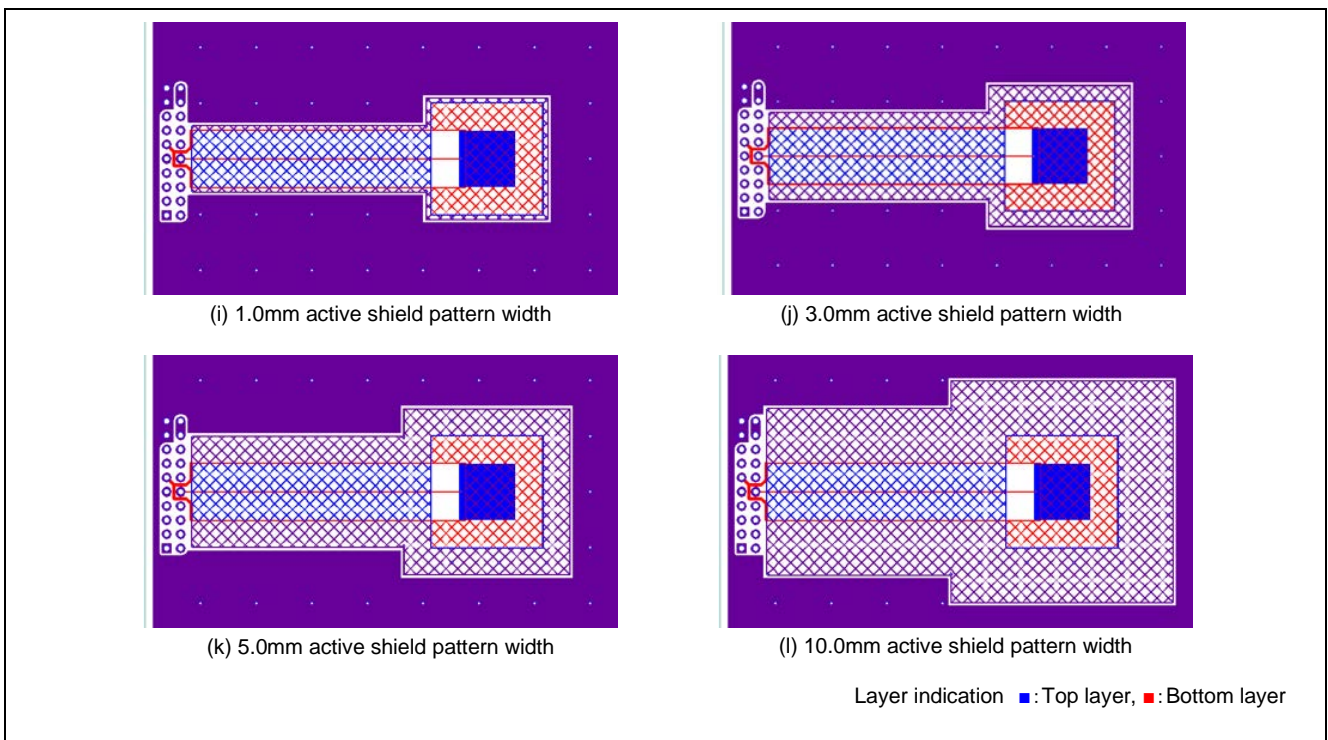 (i) 1.0mm active shield pattern width
(j) 3.0mm active shield pattern width
(k) 5.0mm active shield pattern width
(l) 10.0mm active shield pattern width
Layer indication ■:Top layer, ■:Bottom layer